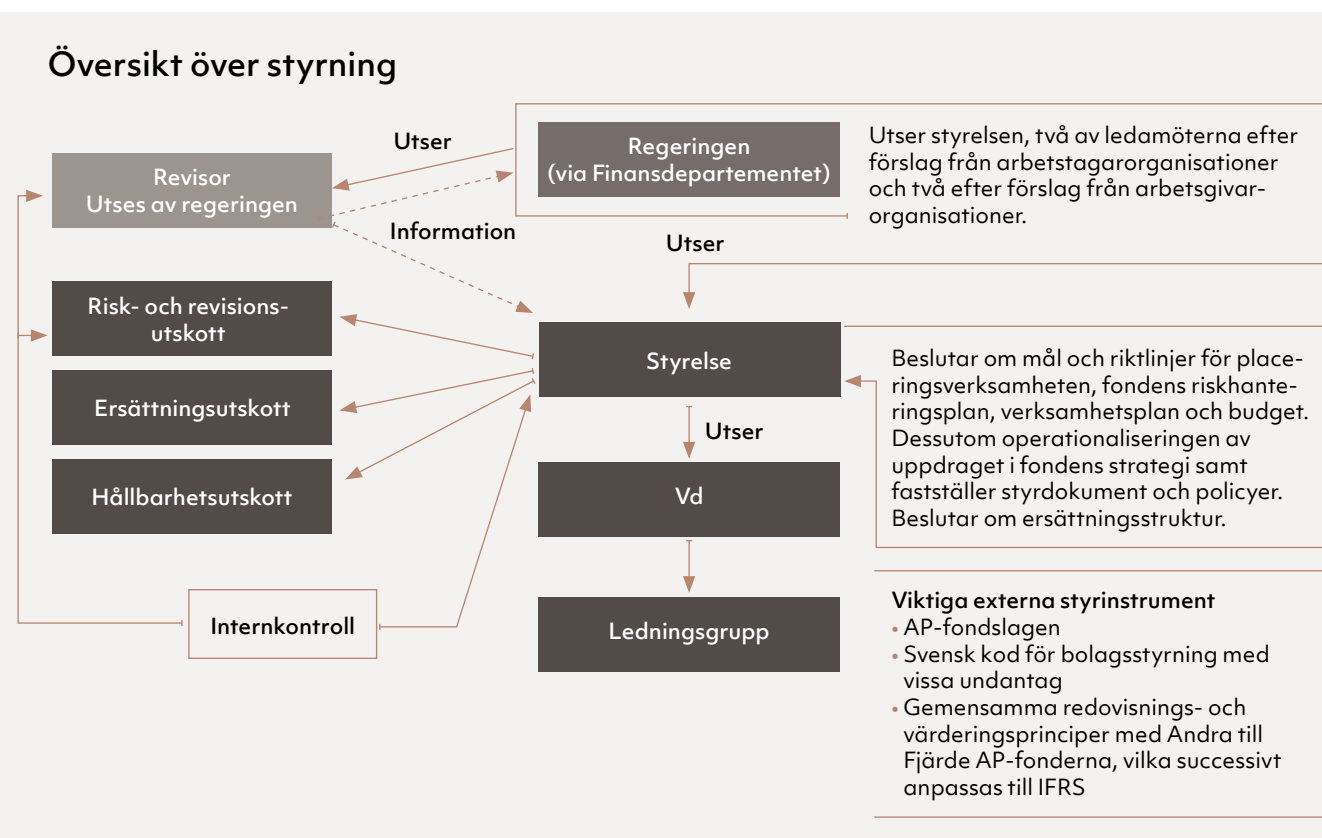 Översikt över styrning
Utser
Revisor
Utses av regeringen
Regeringen
(via Finansdepartementet)
Utser styrelsen, två av ledamöterna efter
förslag från arbetstagarorganisationer
och två efter förslag från arbetsgivar-
organisationer.
Information
Utser
Risk- och revisions-
utskott
Ersättningsutskott
Hållbarhetsutskott
Styrelse
Beslutar om mål och riktlinjer för place-
ringsverksamheten, fondens riskhante-
ringsplan, verksamhetsplan och budget.
Dessutom operationaliseringen av
uppdraget i fondens strategi samt
fastställer styrdokument och policyer.
Beslutar om ersättningsstruktur.
Utser
Vd
Internkontroll
Ledningsgrupp
Viktiga externa styrinstrument
• AP-fondslagen
• Svensk kod för bolagsstyrning med
vissa undantag
• Gemensamma redovisnings- och
värderingsprinciper med Andra till
Fjärde AP-fonderna, vilka successivt
anpassas till IFRS